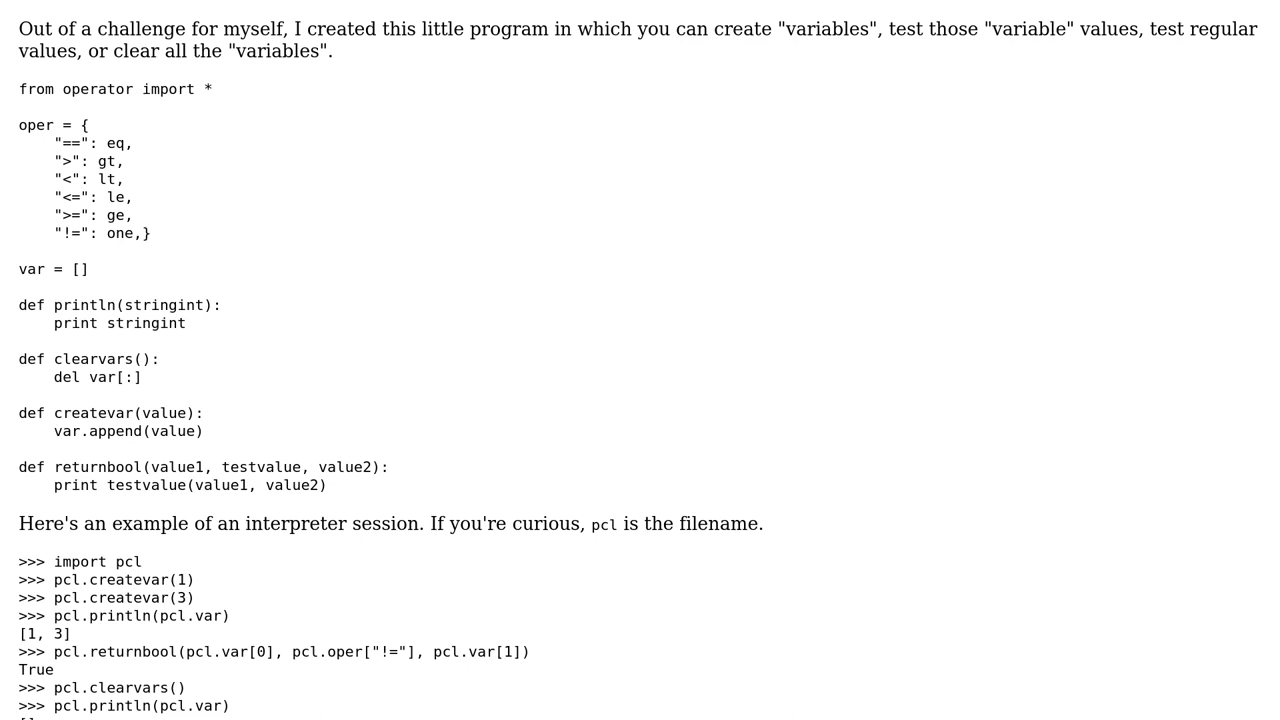 Out of a challenge for myself, I created this little program in which you can create "variables", test those "variable" values, test regular
values, or clear all the "variables".
from operator import *
oper = {
    "==": eq,
    ">": gt,
    "<": lt,
    "<=": le,
    ">=": ge,
    "!=": one,}
var = []
def println(stringint):
    print stringint
def clearvars():
    del var[:]
def createvar(value):
    var.append(value)
def returnbool(value1, testvalue, value2):
    print testvalue(value1, value2)
Here's an example of an interpreter session. If you're curious, pcl is the filename.
>>> import pcl
>>> pcl.createvar(1)
>>> pcl.createvar(3)
>>> pcl.println(pcl.var)
[1, 3]
>>> pcl.returnbool(pcl.var[0], pcl.oper["!="], pcl.var[1])
True
>>> pcl.clearvars()
>>> pcl.println(pcl.var)